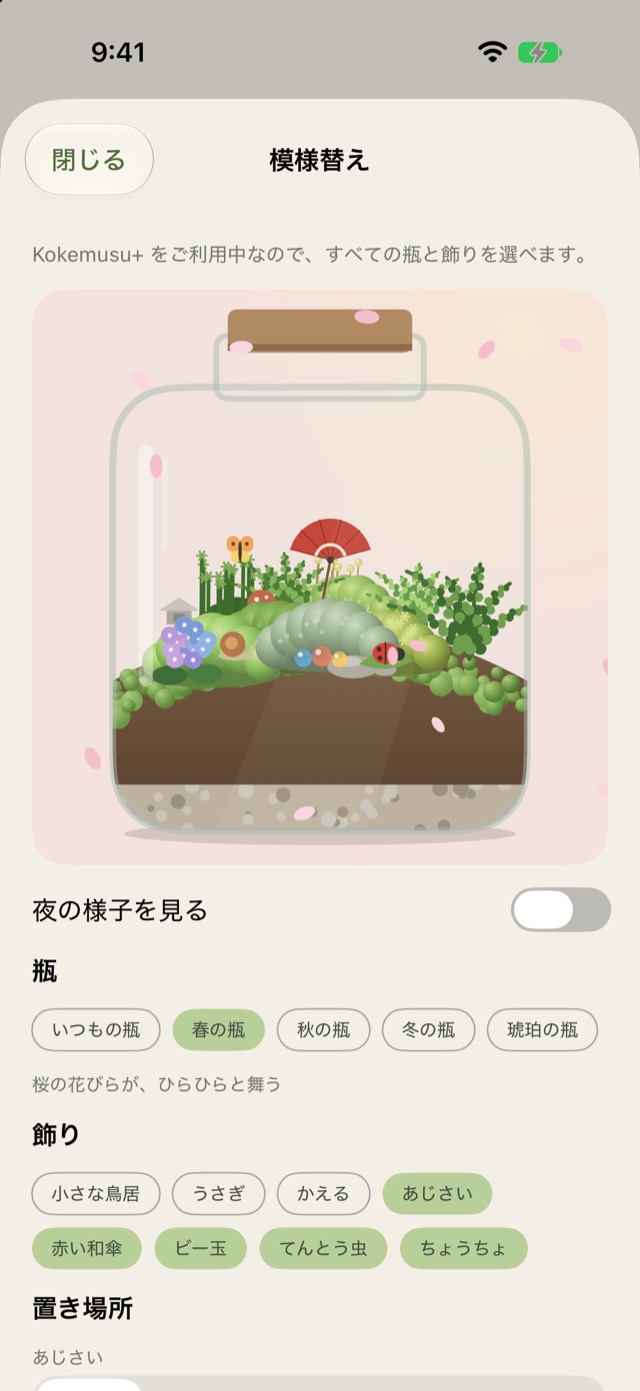 9:41
閉じる
模様替え
Kokemusu+ をご利用中なので、すべての瓶と飾りを選べます。
夜の様子を見る
瓶
いつもの瓶 春の瓶 秋の瓶 冬の瓶 琥珀の瓶
桜の花びらが、ひらひらと舞う
飾り
小さな鳥居 うさぎ かえる あじさい
赤い和傘 ビー玉 てんとう虫 ちょうちょ
置き場所
あじさい